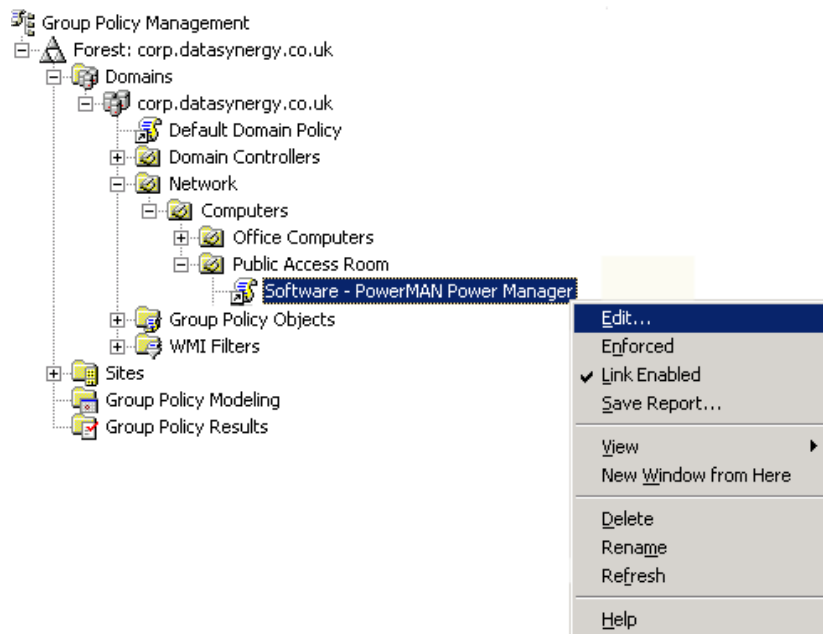 Group Policy Management
Forest: corp.datasynergy.co.uk
Domains
corp.datasynergy.co.uk
Default Domain Policy
Domain Controllers
Network
Computers
Office Computers
Public Access Room
Software - PowerMAN Power Manager
Group Policy Objects
WMI Filters
Sites
Group Policy Modeling
Group Policy Results
Edit...
Enforced
Link Enabled
Save Report...
View
New Window from Here
Delete
Rename
Refresh
Help